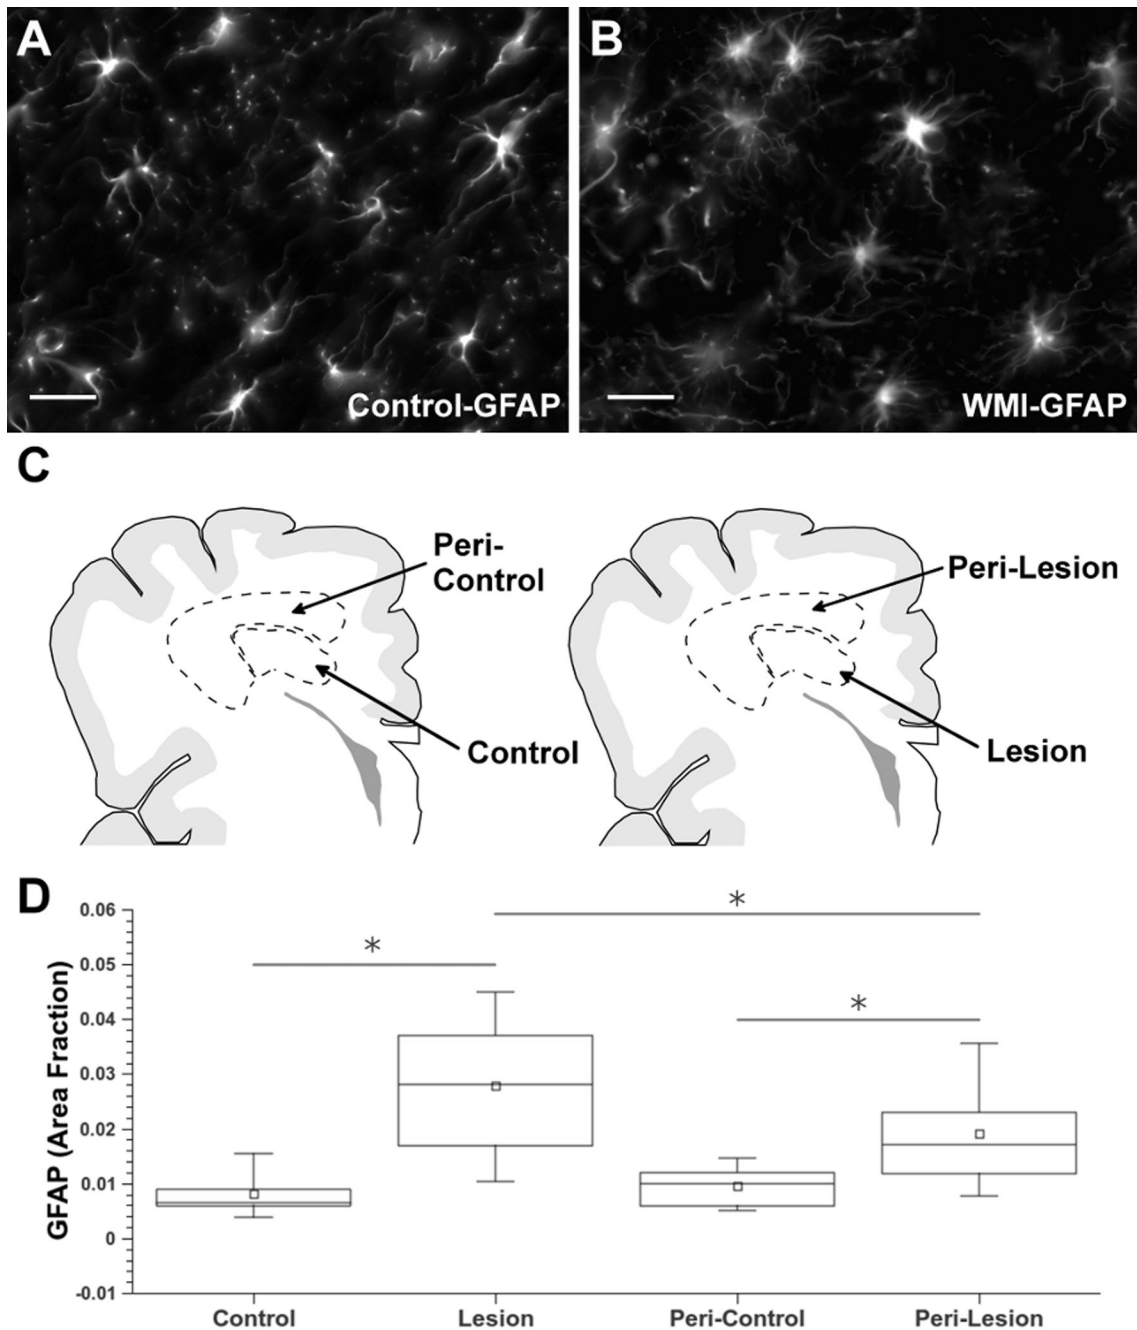 A
B
Control-GFAP
WMI-GFAP
C
Peri-
Control
Peri-Lesion
Control
Lesion
D
*
*
*
GFAP (Area Fraction)
0.06
0.05
0.04
0.03
0.02
0.01
0
-0.01
Control
Lesion
Peri-Control
Peri-Lesion